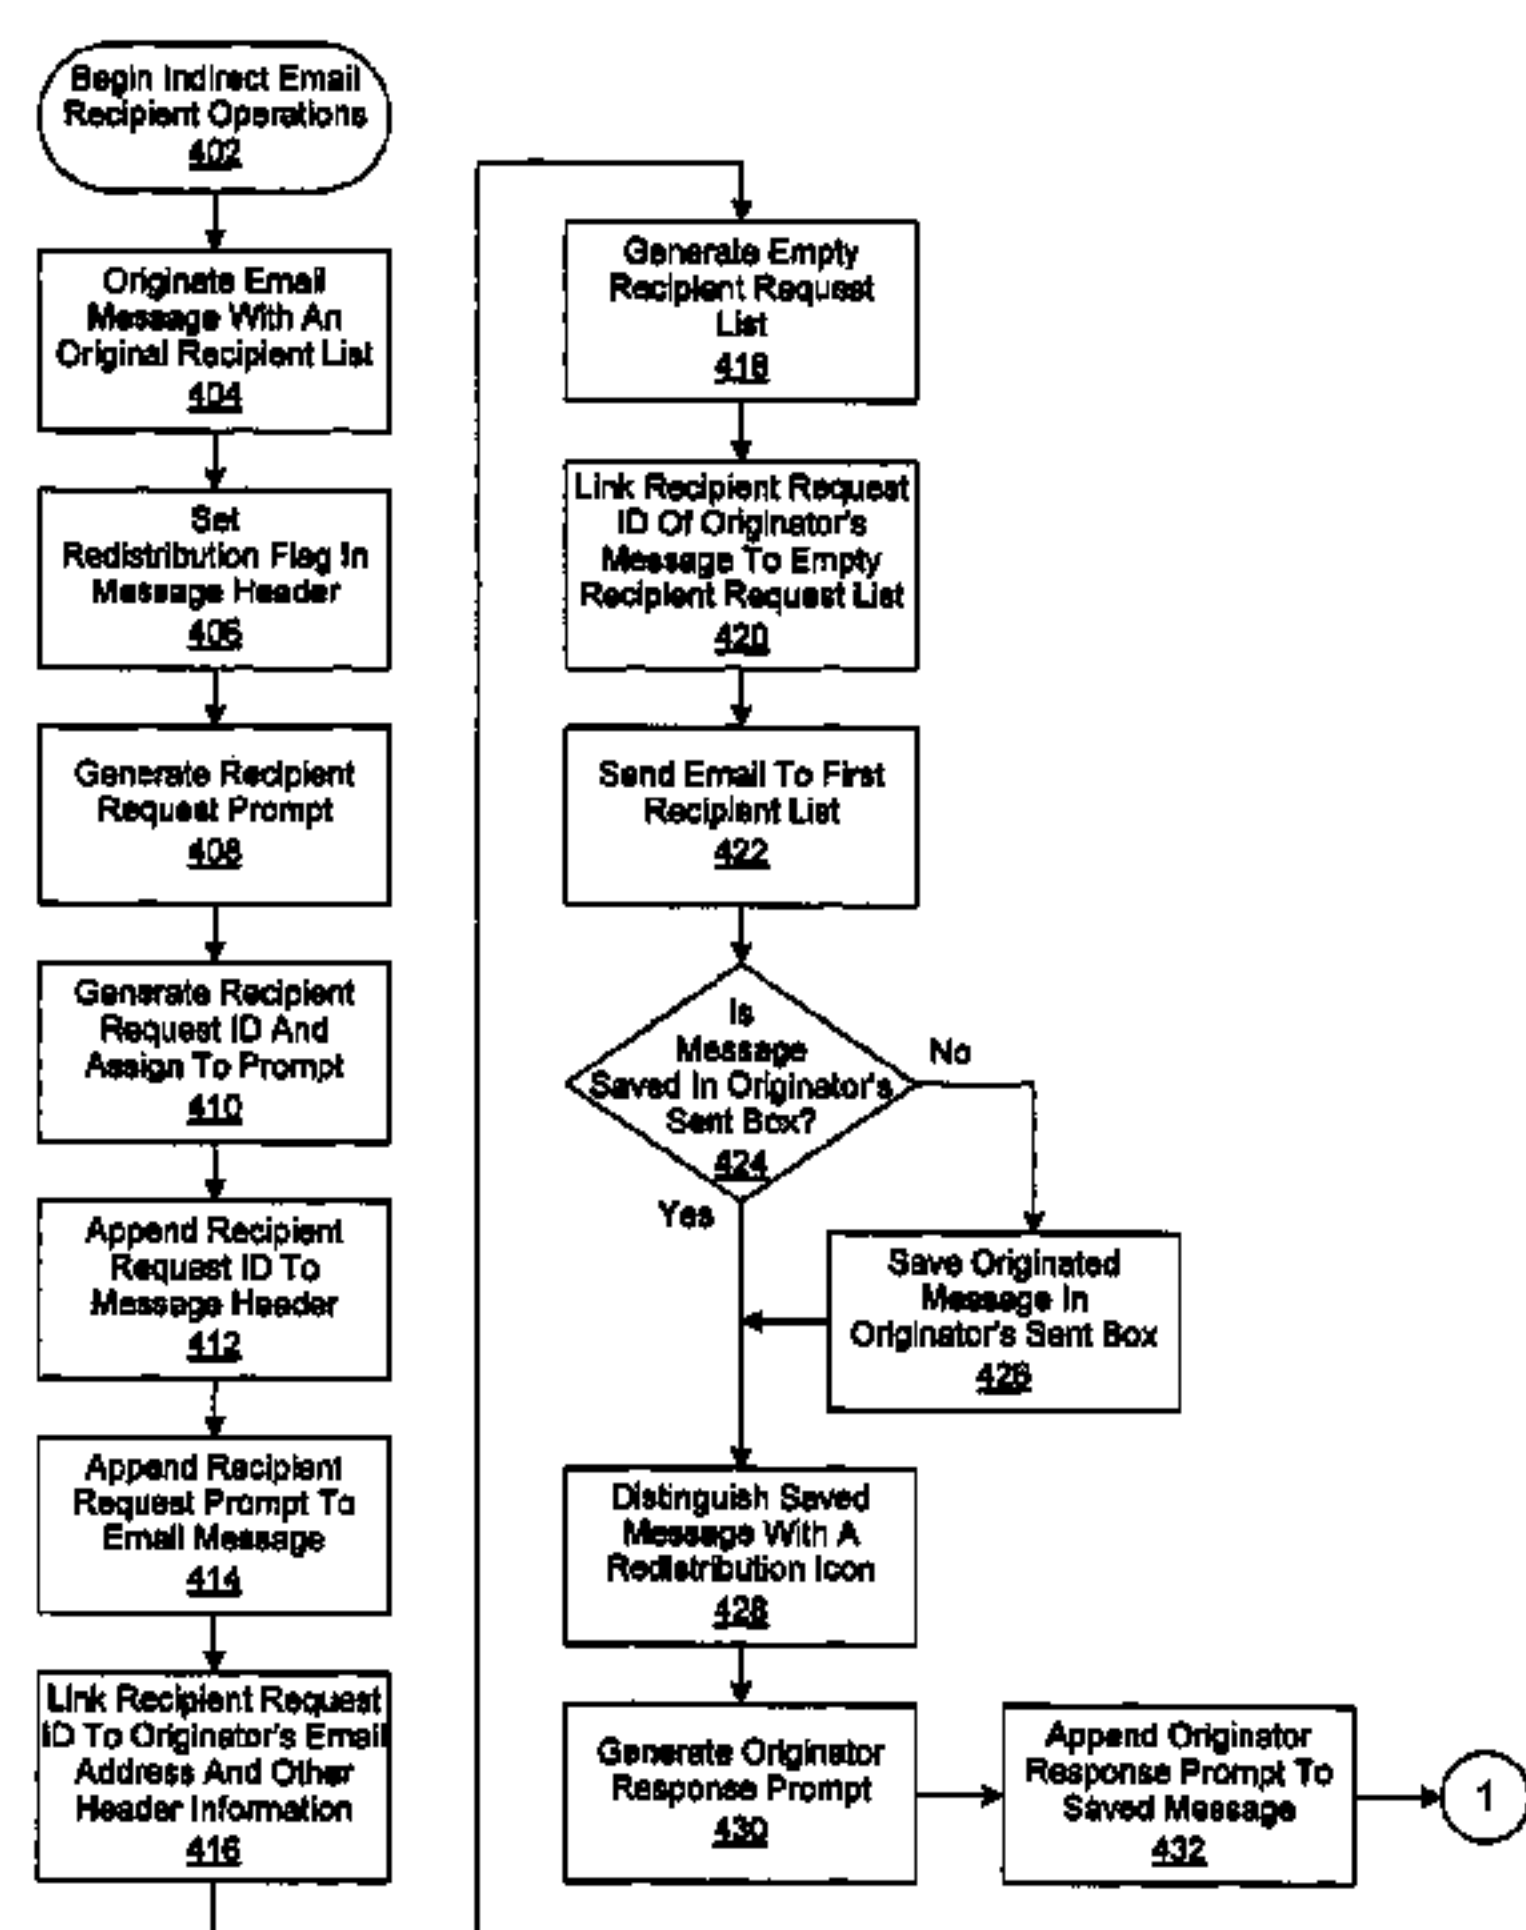 Begin Indirect Email
Recipient Operations
402
Originate Email
Message With An
Original Recipient List
404
Set
Redistribution Flag In
Message Header
406
Generate Recipient
Request Prompt
408
Generate Recipient
Request ID And
Assign To Prompt
410
Append Recipient
Request ID To
Message Header
412
Append Recipient
Request Prompt To
Email Message
414
Link Recipient Request
ID To Originator's Email
Address And Other
Header Information
416
Generate Empty
Recipient Request
List
418
Link Recipient Request
ID Of Originator's
Message To Empty
Recipient Request List
420
Send Email To First
Recipient List
422
Is
Message
Saved In Originator's
Sent Box?
424
No
Yes
Save Originated
Message In
Originator's Sent Box
426
Distinguish Saved
Message With A
Redistribution Icon
428
Generate Originator
Response Prompt
430
Append Originator
Response Prompt To
Saved Message
432
1